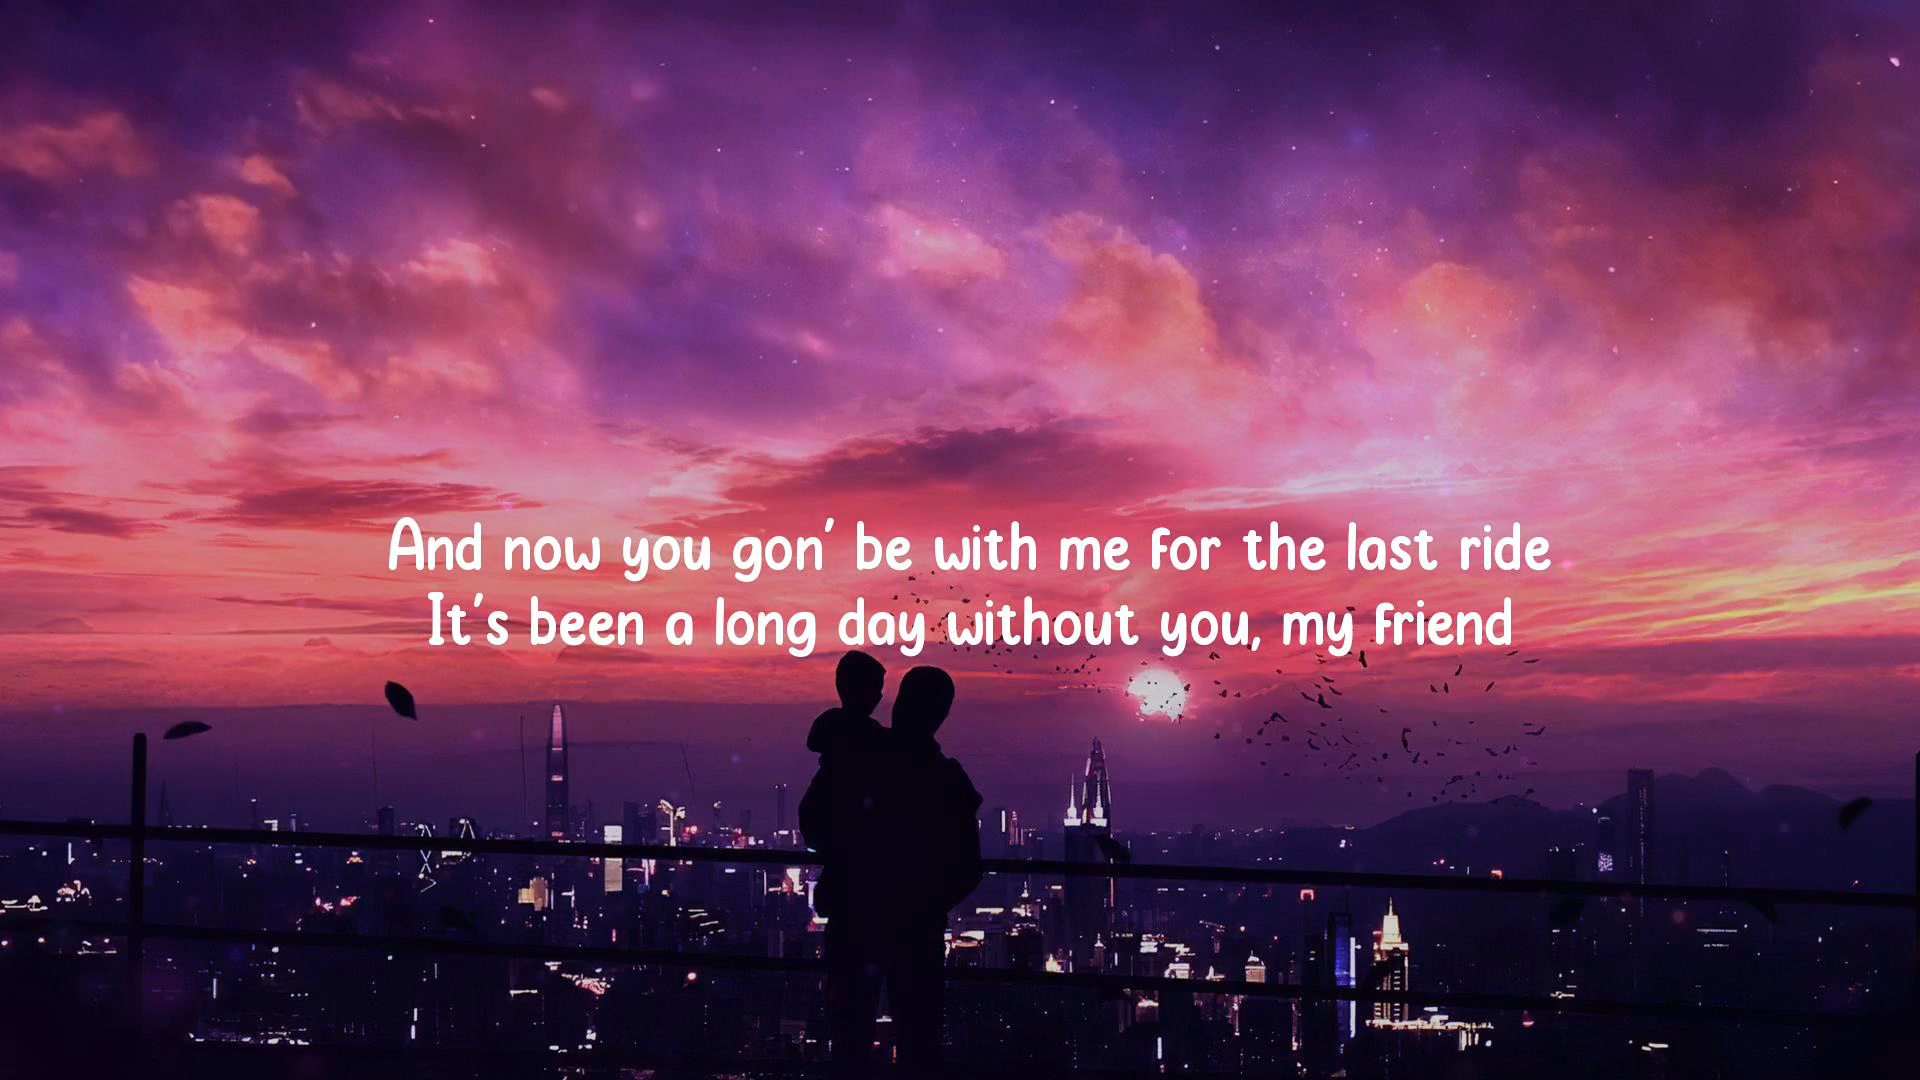 And now you gon' be with me for the last ride
It's been a long day without you, my friend